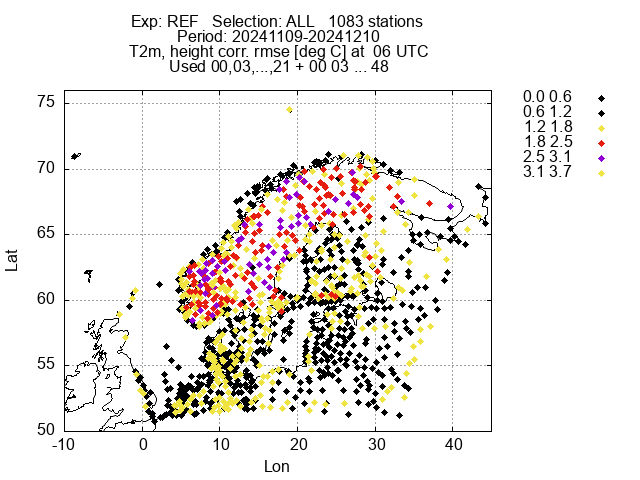 Exp: REF Selection: ALL 1083 stations
Period: 20241109-20241210
T2m, height corr. rmse [deg C] at 06 UTC
Used 00,03,...,21 + 00 03 ... 48
0.0 0.6
0.6 1.2
1.2 1.8
1.8 2.5
2.5 3.1
3.1 3.7
75
70
65
60
55
50
Lat
-10 0 10 20 30 40
Lon